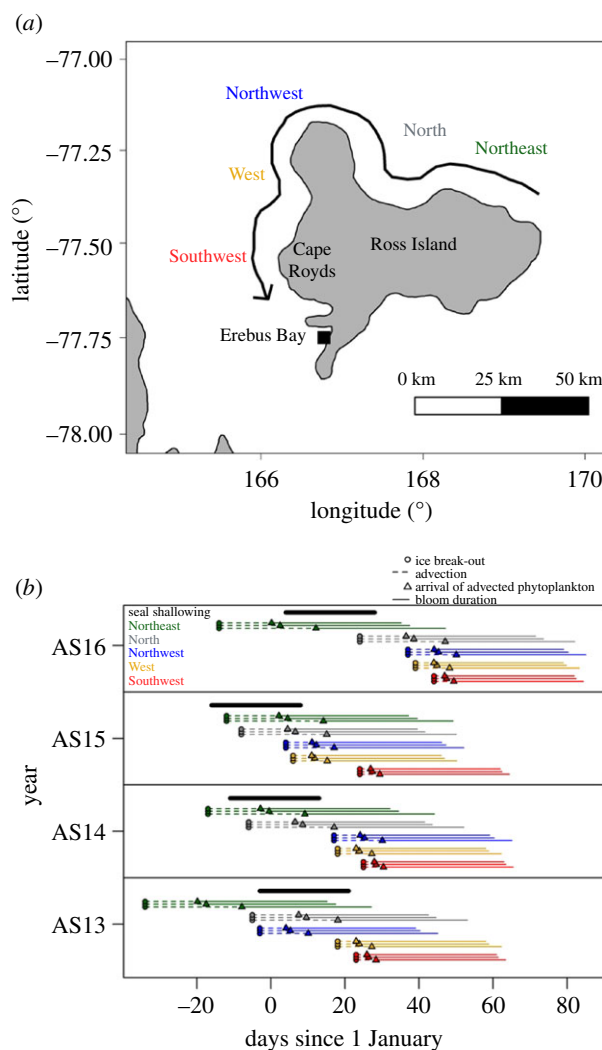 (a)
−77.00
−77.25
−77.50
−77.75
−78.00
latitude (°)
Northwest
North
Northeast
West
Southwest
Cape
Royds
Ross Island
Erebus Bay
0 km
25 km
50 km
166
168
170
longitude (°)
(b)
ice break-out
advection
arrival of advected phytoplankton
bloom duration
seal shallowing
Northeast
North
Northwest
West
Southwest
AS16
AS15
AS14
AS13
year
−20
0
20
40
60
80
days since 1 January